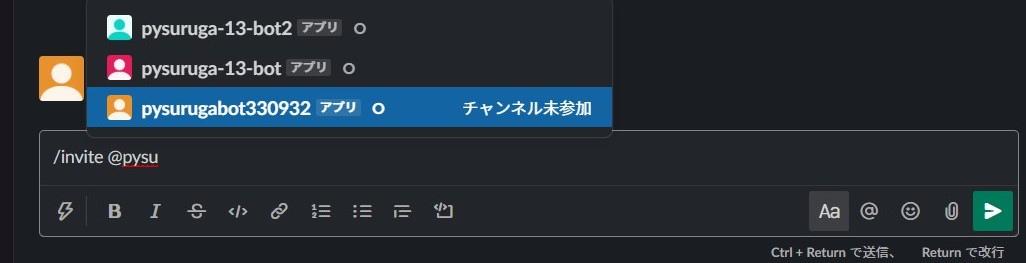 pysuruga-13-bot2 アプリ
pysuruga-13-bot アプリ
pysurugabot330932 アプリ チャンネル未参加
/invite @pysu
B I S </> Aa @
Ctrl + Return で送信、 Return で改行